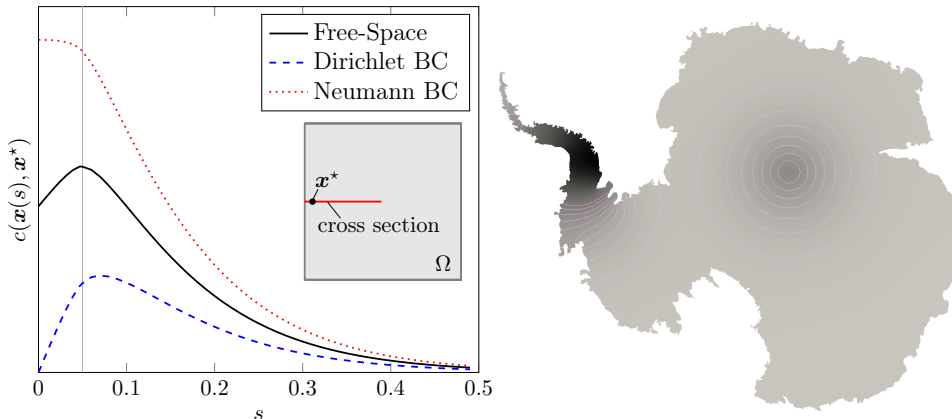 Free-Space
Dirichlet BC
Neumann BC
c(x(s), x⋆)
x⋆
cross section
Ω
0 0.1 0.2 0.3 0.4 0.5
s